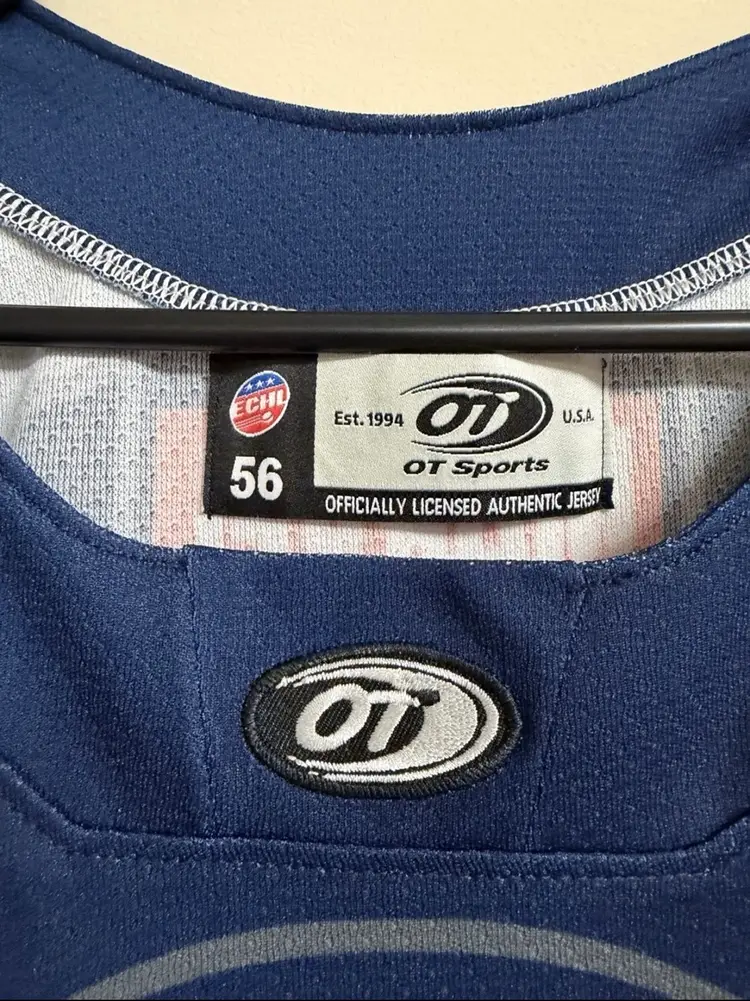 ECHL
56
Est. 1994
OT
U.S.A.
OT Sports
OFFICIALLY LICENSED AUTHENTIC JERSEY
OT